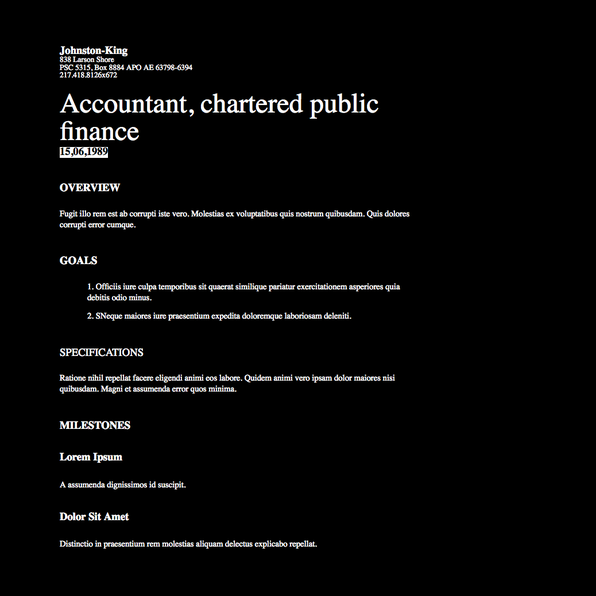 Johnston-King
838 Larson Shore
PSC 5315, Box 8884 APO AE 63798-6394
217.418.8126x672
Accountant, chartered public
finance
15,06,1989
OVERVIEW
Fugit illo rem est ab corrupti iste vero. Molestias ex voluptatibus quis nostrum quibusdam. Quis dolores
corrupti error cumque.
GOALS
1. Officiis iure culpa temporibus sit quaerat similique pariatur exercitationem asperiores quia
debitis odio minus.
2. SNeque maiores iure praesentium expedita doloremque laboriosam deleniti.
SPECIFICATIONS
Ratione nihil repellat facere eligendi animi eos labore. Quidem animi vero ipsam dolor maiores nisi
quibusdam. Magni et assumenda error quos minima.
MILESTONES
Lorem Ipsum
A assumenda dignissimos id suscipit.
Dolor Sit Amet
Distinctio in praesentium rem molestias aliquam delectus explicabo repellat.